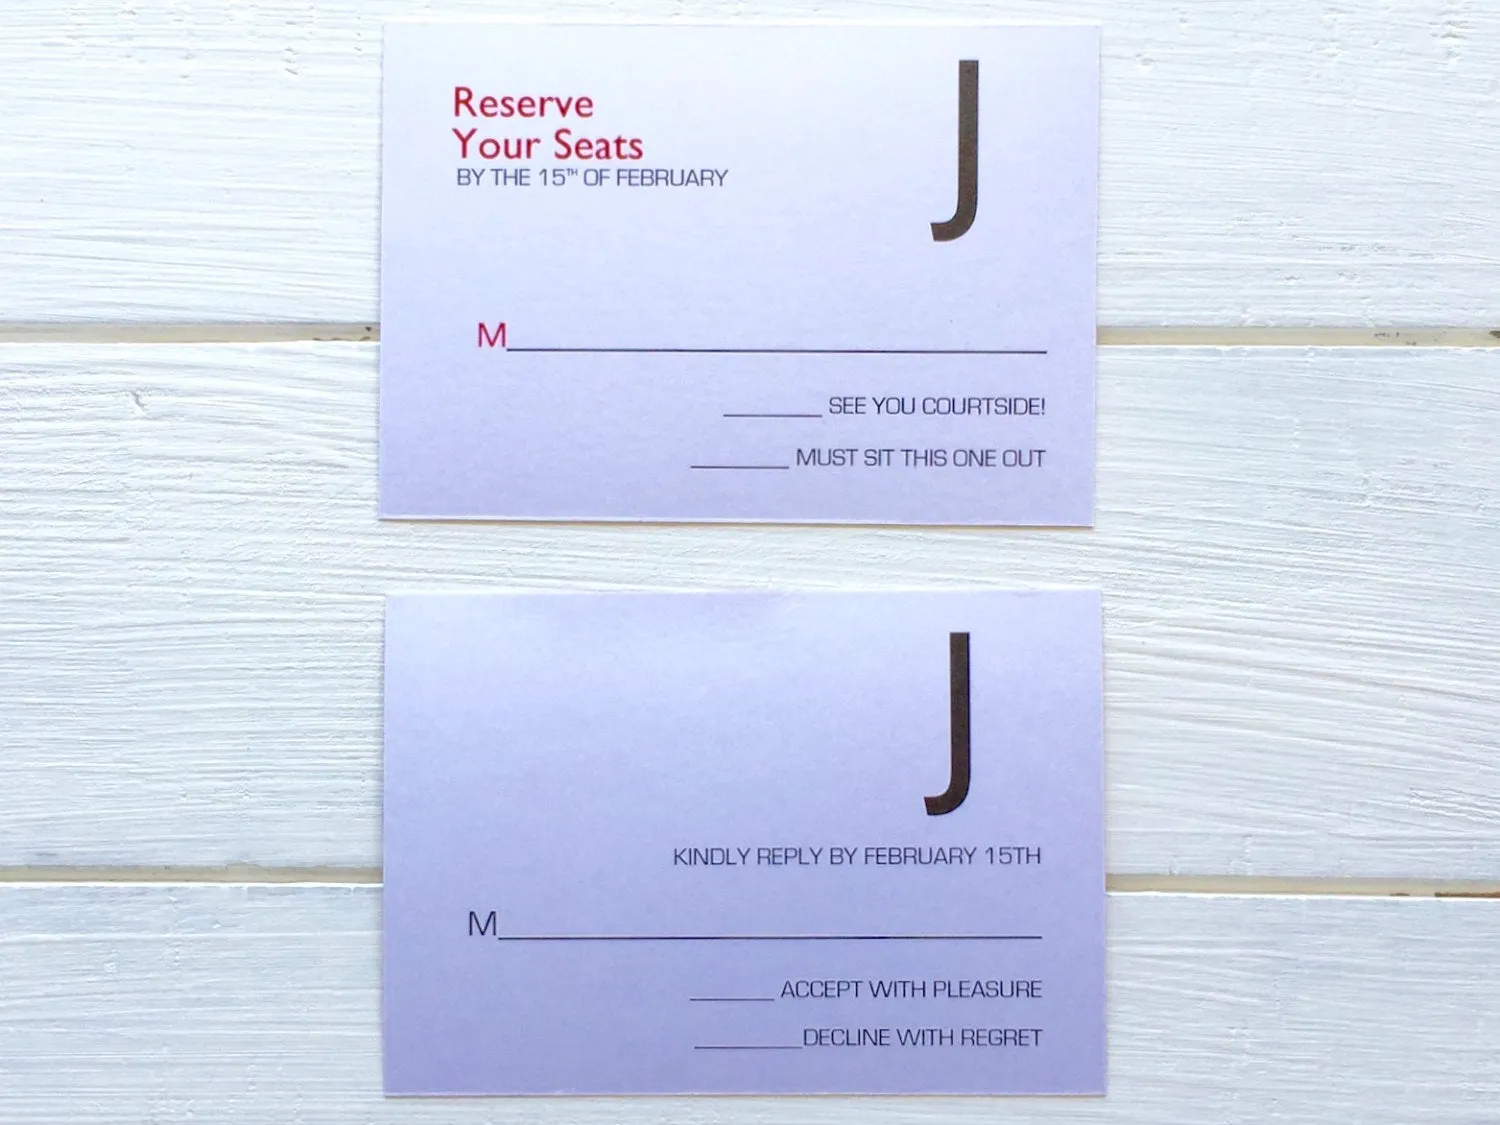 J
Reserve
Your Seats
BY THE 15TH OF FEBRUARY
M
SEE YOU COURTSIDE!
MUST SIT THIS ONE OUT
J
KINDLY REPLY BY FEBRUARY 15TH
M
ACCEPT WITH PLEASURE
DECLINE WITH REGRET